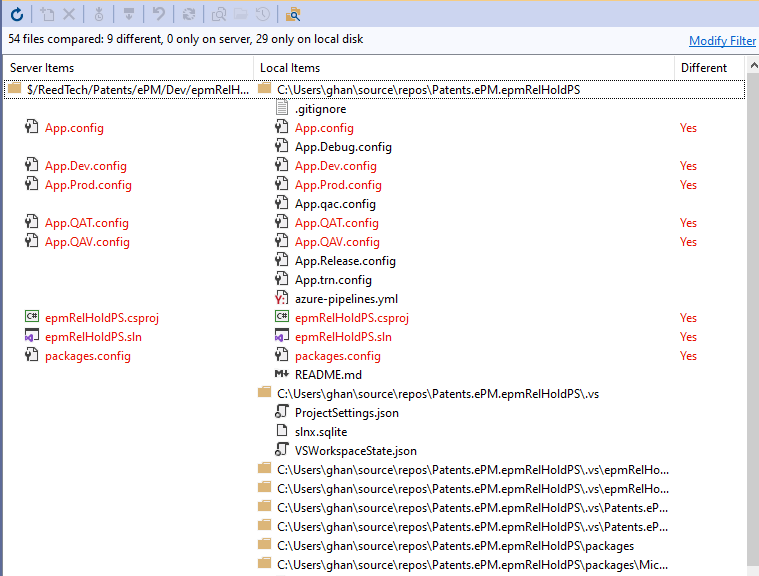 54 files compared: 9 different, 0 only on server, 29 only on local disk
Modify Filter
Server Items Local Items Different
$/ReedTech/Patents/ePM/Dev/epmRelH... C:\Users\ghan\source\repos\Patents.ePM.epmRelHoldPS
.gitignore
App.config App.config Yes
App.Debug.config
App.Dev.config App.Dev.config Yes
App.Prod.config App.Prod.config Yes
App.qac.config
App.QAT.config App.QAT.config Yes
App.QAV.config App.QAV.config Yes
App.Release.config
App.trn.config
azure-pipelines.yml
epmRelHoldPS.csproj epmRelHoldPS.csproj Yes
epmRelHoldPS.sln epmRelHoldPS.sln Yes
packages.config packages.config Yes
README.md
C:\Users\ghan\source\repos\Patents.ePM.epmRelHoldPS\.vs
ProjectSettings.json
slnx.sqlite
VSWorkspaceState.json
C:\Users\ghan\source\repos\Patents.ePM.epmRelHoldPS\.vs\epmRelHo...
C:\Users\ghan\source\repos\Patents.ePM.epmRelHoldPS\.vs\epmRelHo...
C:\Users\ghan\source\repos\Patents.ePM.epmRelHoldPS\.vs\Patents.eP...
C:\Users\ghan\source\repos\Patents.ePM.epmRelHoldPS\.vs\Patents.eP...
C:\Users\ghan\source\repos\Patents.ePM.epmRelHoldPS\packages
C:\Users\ghan\source\repos\Patents.ePM.epmRelHoldPS\packages\Mic...